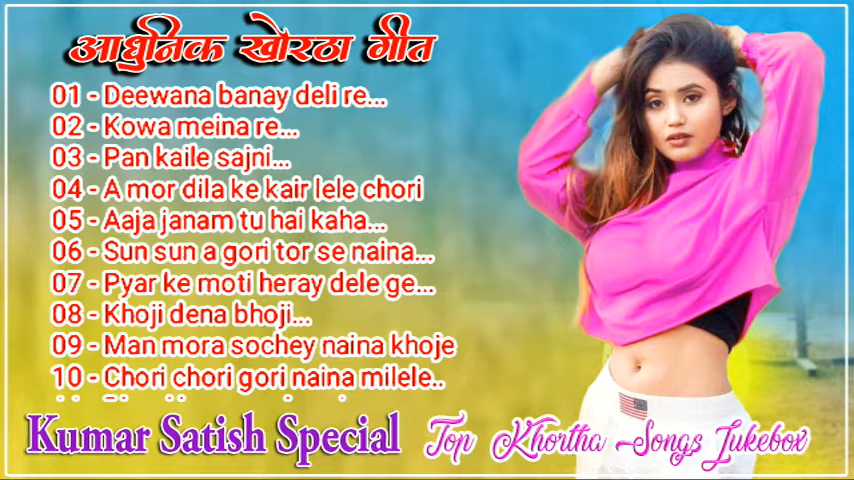 आधुनिक खोरठा गीत
01 - Deewana banay deli re...
02 - Kowa meina re...
03 - Pan kaile sajni...
04 - A mor dila ke kair lele chori
05 - Aaja janam tu hai kaha...
06 - Sun sun a gori tor se naina...
07 - Pyar ke moti heray dele ge...
08 - Khoji dena bhoji...
09 - Man mora sochey naina khoje
10 - Chori chori gori naina milele..
Kumar Satish Special Top Khortha Songs Jukebox